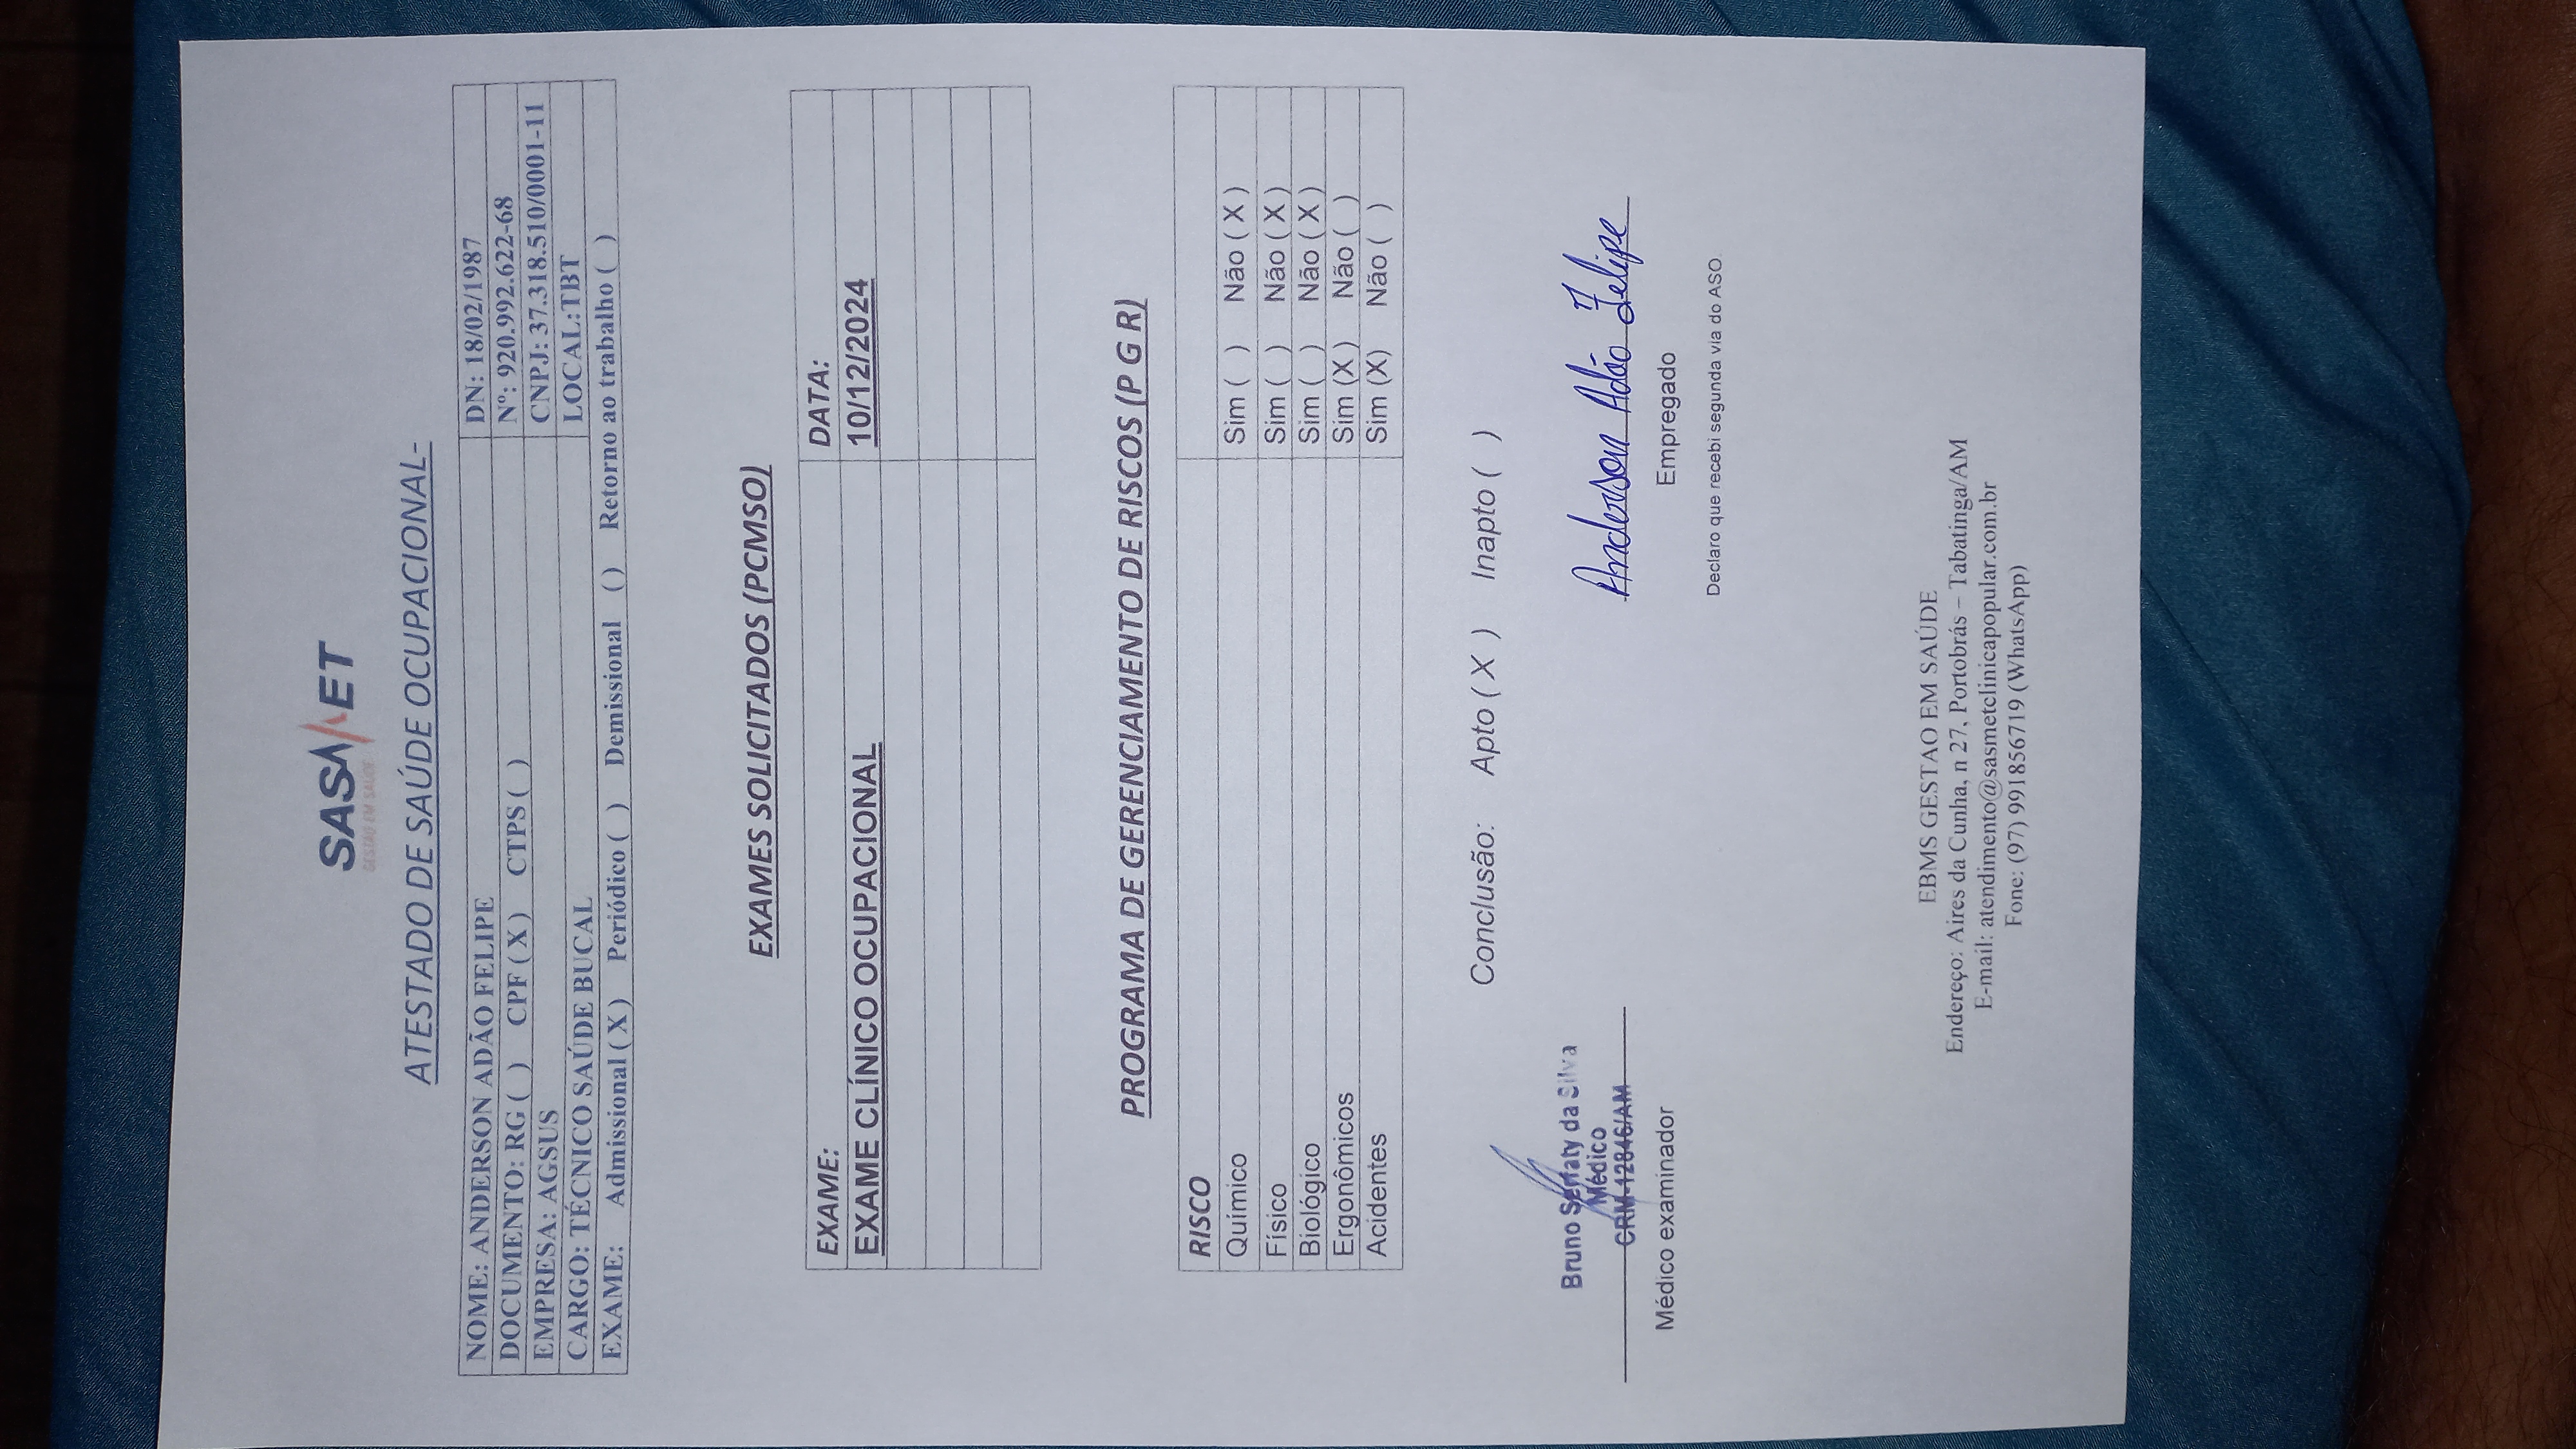 SASMET
GESTÃO EM SAÚDE
ATESTADO DE SAÚDE OCUPACIONAL-
NOME: ANDERSON ADÃO FELIPE DN: 18/02/1987
DOCUMENTO: RG ( ) CPF ( X ) CTPS ( ) Nº: 920.992.622-68
EMPRESA: AGSUS CNPJ: 37.318.510/0001-11
CARGO: TÉCNICO SAÚDE BUCAL LOCAL:TBT
EXAME: Admissional ( X ) Periódico ( ) Demissional ( ) Retorno ao trabalho ( )
EXAMES SOLICITADOS (PCMSO)
EXAME: DATA:
EXAME CLÍNICO OCUPACIONAL 10/12/2024
PROGRAMA DE GERENCIAMENTO DE RISCOS (P G R)
RISCO
Químico Sim ( ) Não ( X )
Físico Sim ( ) Não ( X )
Biológico Sim ( ) Não ( X )
Ergonômicos Sim (X ) Não ( )
Acidentes Sim (X) Não ( )
Conclusão: Apto ( X ) Inapto ( )
Bruno Serfaty da Silva
Médico
CRM-12846/AM
Anderson Adão Felipe
Médico examinador Empregado
Declaro que recebi segunda via do ASO.
EBMS GESTAO EM SAÚDE
Endereço: Aires da Cunha, n 27, Portobrás – Tabatinga/AM
E-mail: atendimento@sasmetclinicapopular.com.br
Fone: (97) 991856719 (WhatsApp)